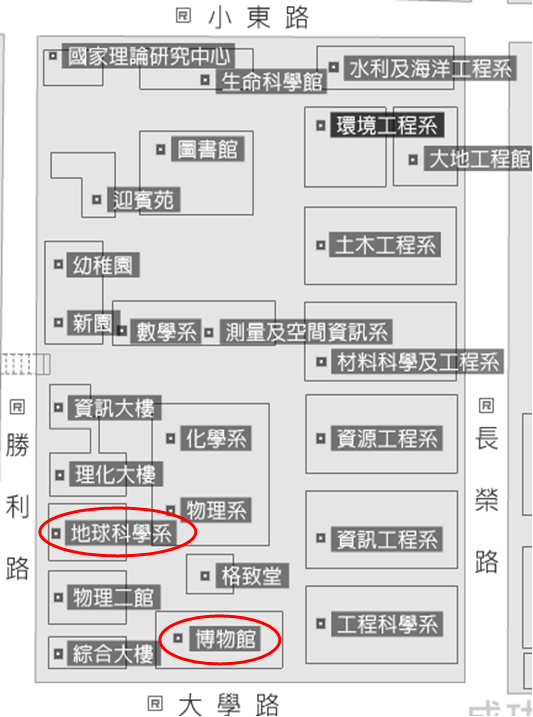 小東路
國家理論研究中心
生命科學館
水利及海洋工程系
環境工程系
圖書館
大地工程館
迎賓苑
土木工程系
幼稚園
新園
數學系
測量及空間資訊系
材料科學及工程系
資訊大樓
化學系
資源工程系
理化大樓
物理系
地球科學系
資訊工程系
格致堂
物理二館
工程科學系
博物館
綜合大樓
勝利路
長榮路
大學路